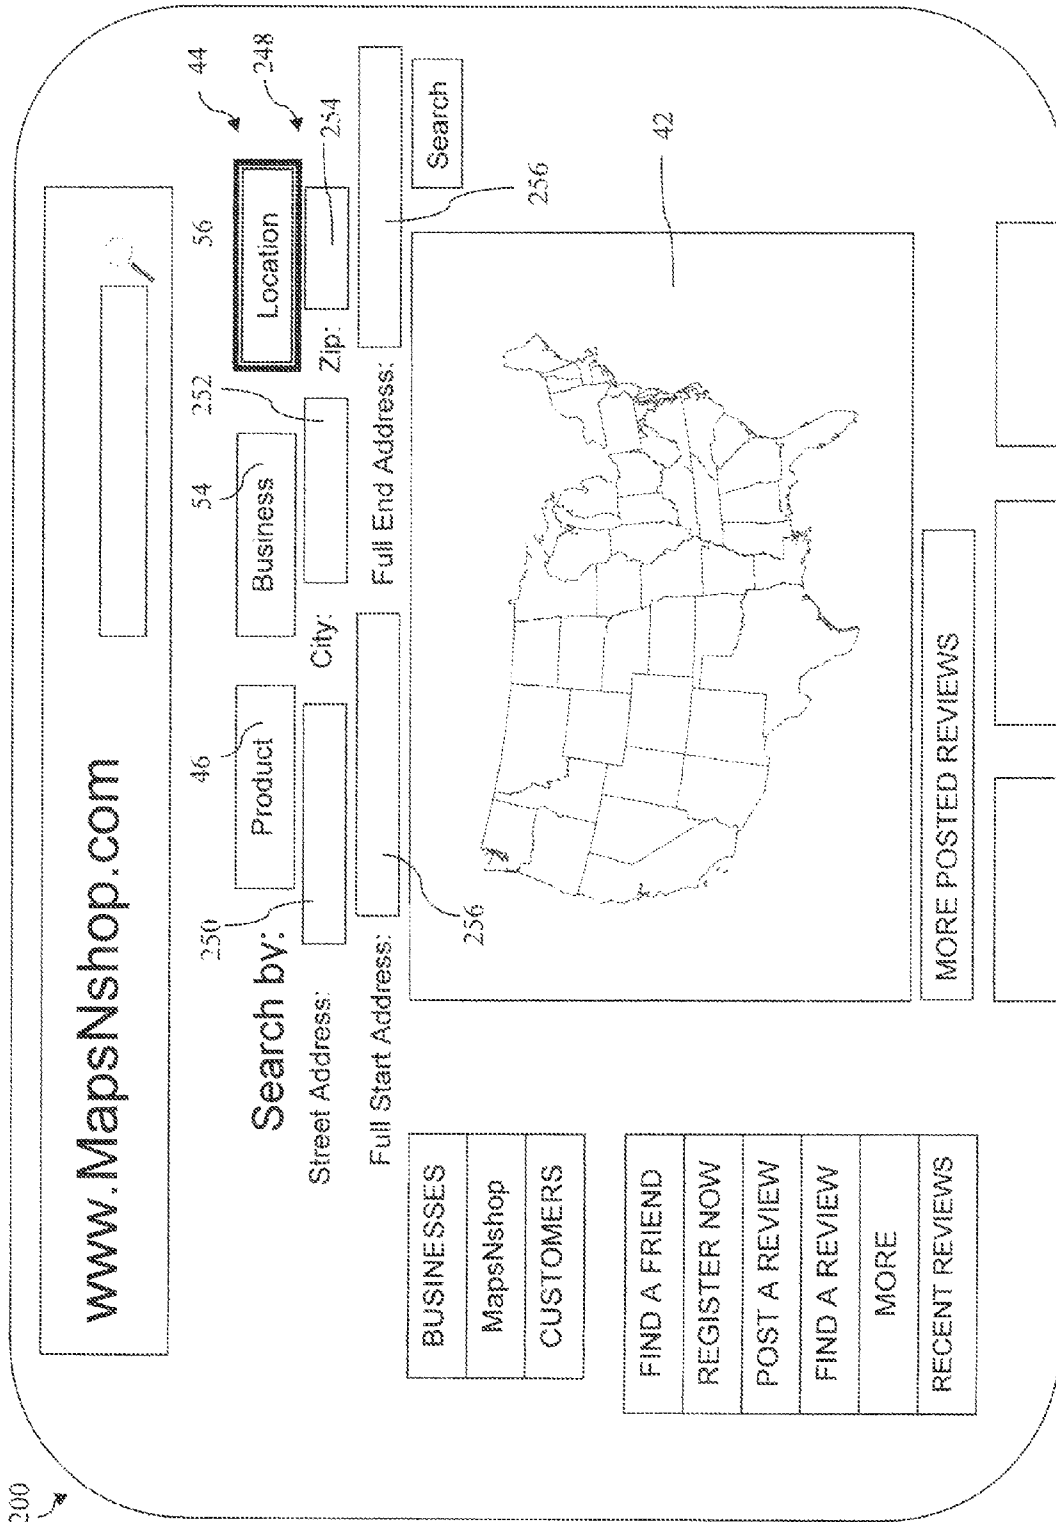 200
www.MapsNshop.com
44
248
Search by:
46
Product
54
Business
56
Location
Street Address:
250
City:
252
Zip:
254
Full Start Address:
256
Full End Address:
256
Search
BUSINESSES
MapsNshop
CUSTOMERS
42
FIND A FRIEND
REGISTER NOW
POST A REVIEW
FIND A REVIEW
MORE
RECENT REVIEWS
MORE POSTED REVIEWS